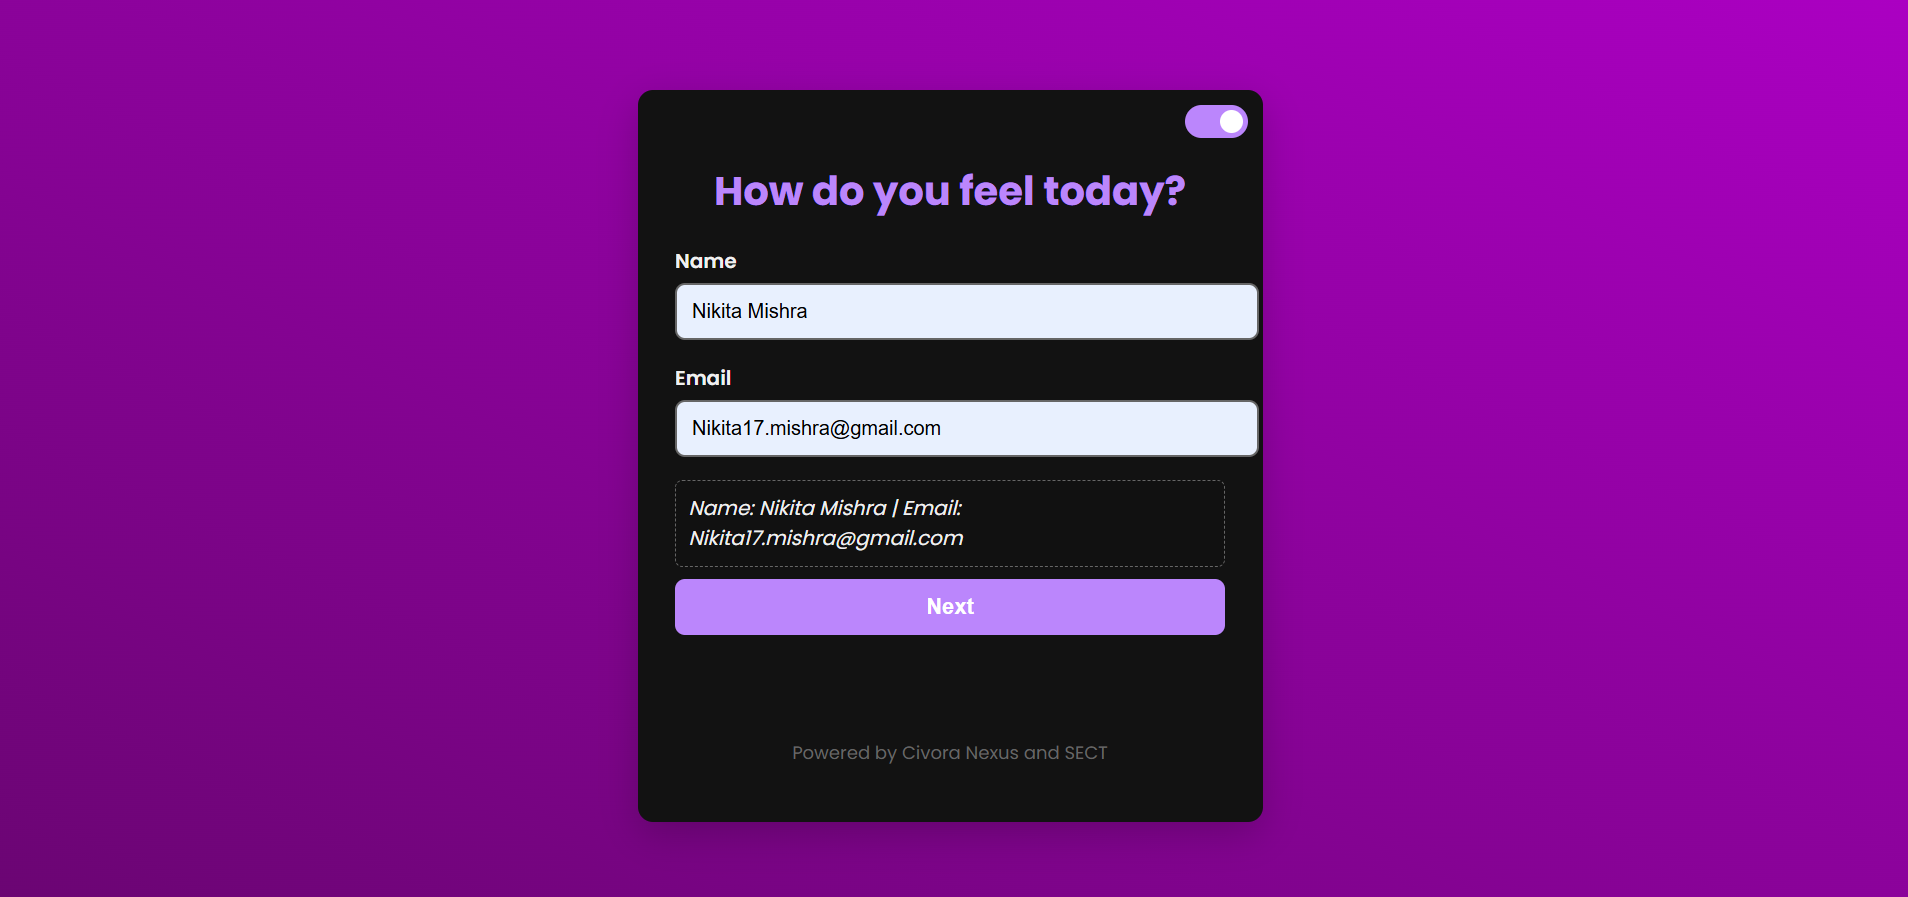 How do you feel today?
Name
Nikita Mishra
Email
Nikita17.mishra@gmail.com
Name: Nikita Mishra | Email:
Nikita17.mishra@gmail.com
Next
Powered by Civora Nexus and SECT